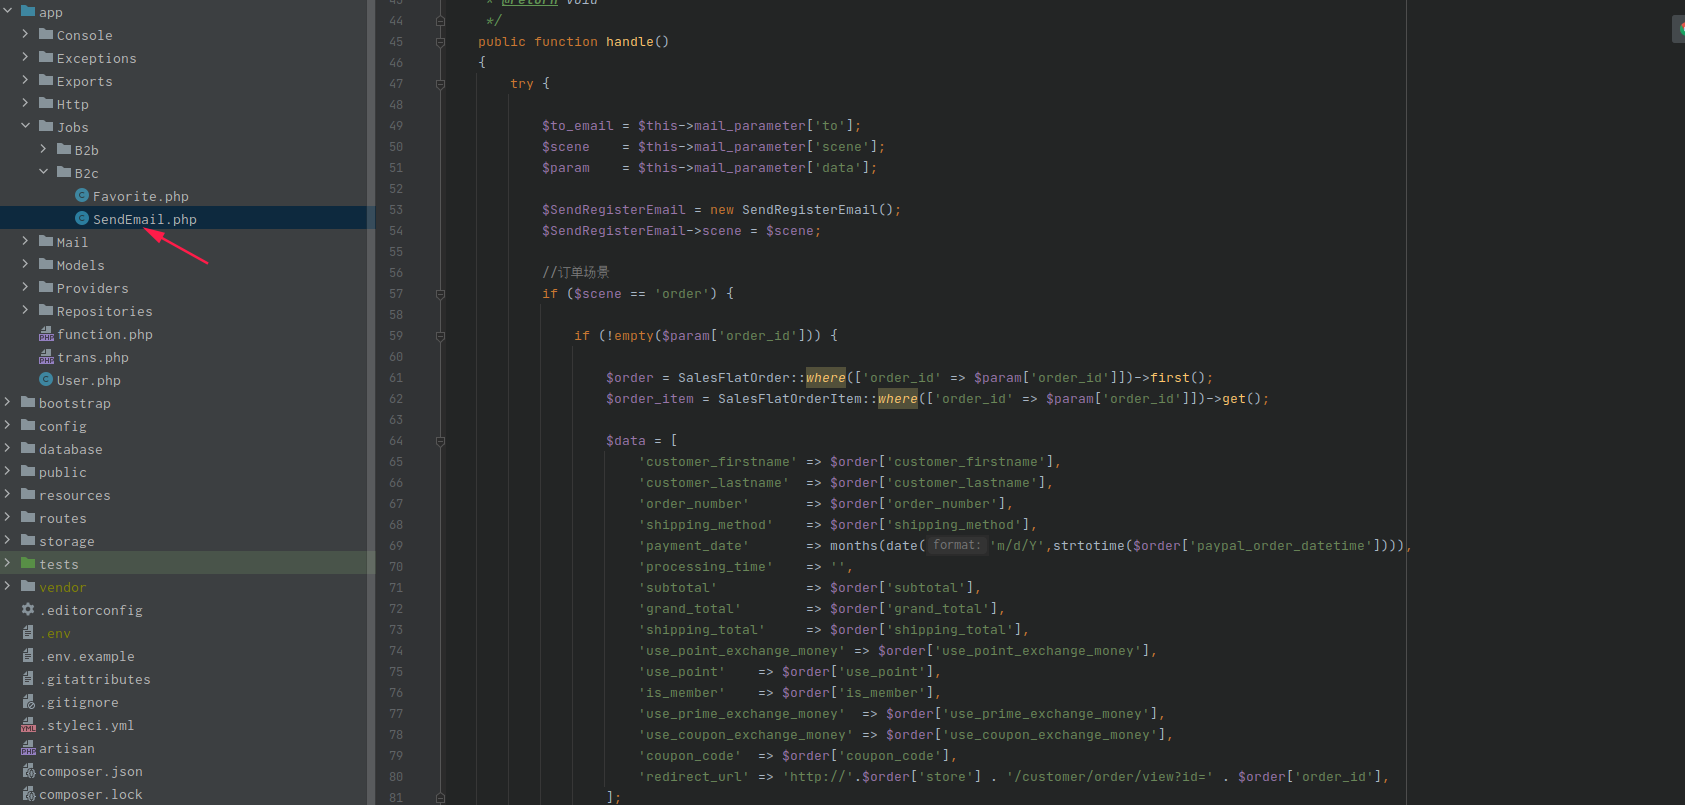 app
Console
Exceptions
Exports
Http
Jobs
B2b
B2c
Favorite.php
SendEmail.php
Mail
Models
Providers
Repositories
function.php
trans.php
User.php
bootstrap
config
database
public
resources
routes
storage
tests
vendor
.editorconfig
.env
.env.example
.gitattributes
.gitignore
.styleci.yml
artisan
composer.json
composer.lock
43 * @return void
44 */
45 public function handle()
46 {
47 try {
48
49 $to_email = $this->mail_parameter['to'];
50 $scene = $this->mail_parameter['scene'];
51 $param = $this->mail_parameter['data'];
52
53 $SendRegisterEmail = new SendRegisterEmail();
54 $SendRegisterEmail->scene = $scene;
55
56 //订单场景
57 if ($scene == 'order') {
58
59 if (!empty($param['order_id'])) {
60
61 $order = SalesFlatOrder::where(['order_id' => $param['order_id']])->first();
62 $order_item = SalesFlatOrderItem::where(['order_id' => $param['order_id']])->get();
63
64 $data = [
65 'customer_firstname' => $order['customer_firstname'],
66 'customer_lastname' => $order['customer_lastname'],
67 'order_number' => $order['order_number'],
68 'shipping_method' => $order['shipping_method'],
69 'payment_date' => months(date( format: 'm/d/Y',strtotime($order['paypal_order_datetime']))),
70 'processing_time' => '',
71 'subtotal' => $order['subtotal'],
72 'grand_total' => $order['grand_total'],
73 'shipping_total' => $order['shipping_total'],
74 'use_point_exchange_money' => $order['use_point_exchange_money'],
75 'use_point' => $order['use_point'],
76 'is_member' => $order['is_member'],
77 'use_prime_exchange_money' => $order['use_prime_exchange_money'],
78 'use_coupon_exchange_money' => $order['use_coupon_exchange_money'],
79 'coupon_code' => $order['coupon_code'],
80 'redirect_url' => 'http://'.$order['store'] . '/customer/order/view?id=' . $order['order_id'],
81 ];